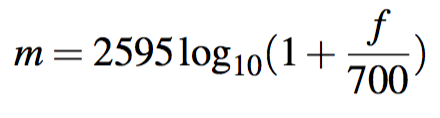 m = 2595 log₁₀(1 + f/700)